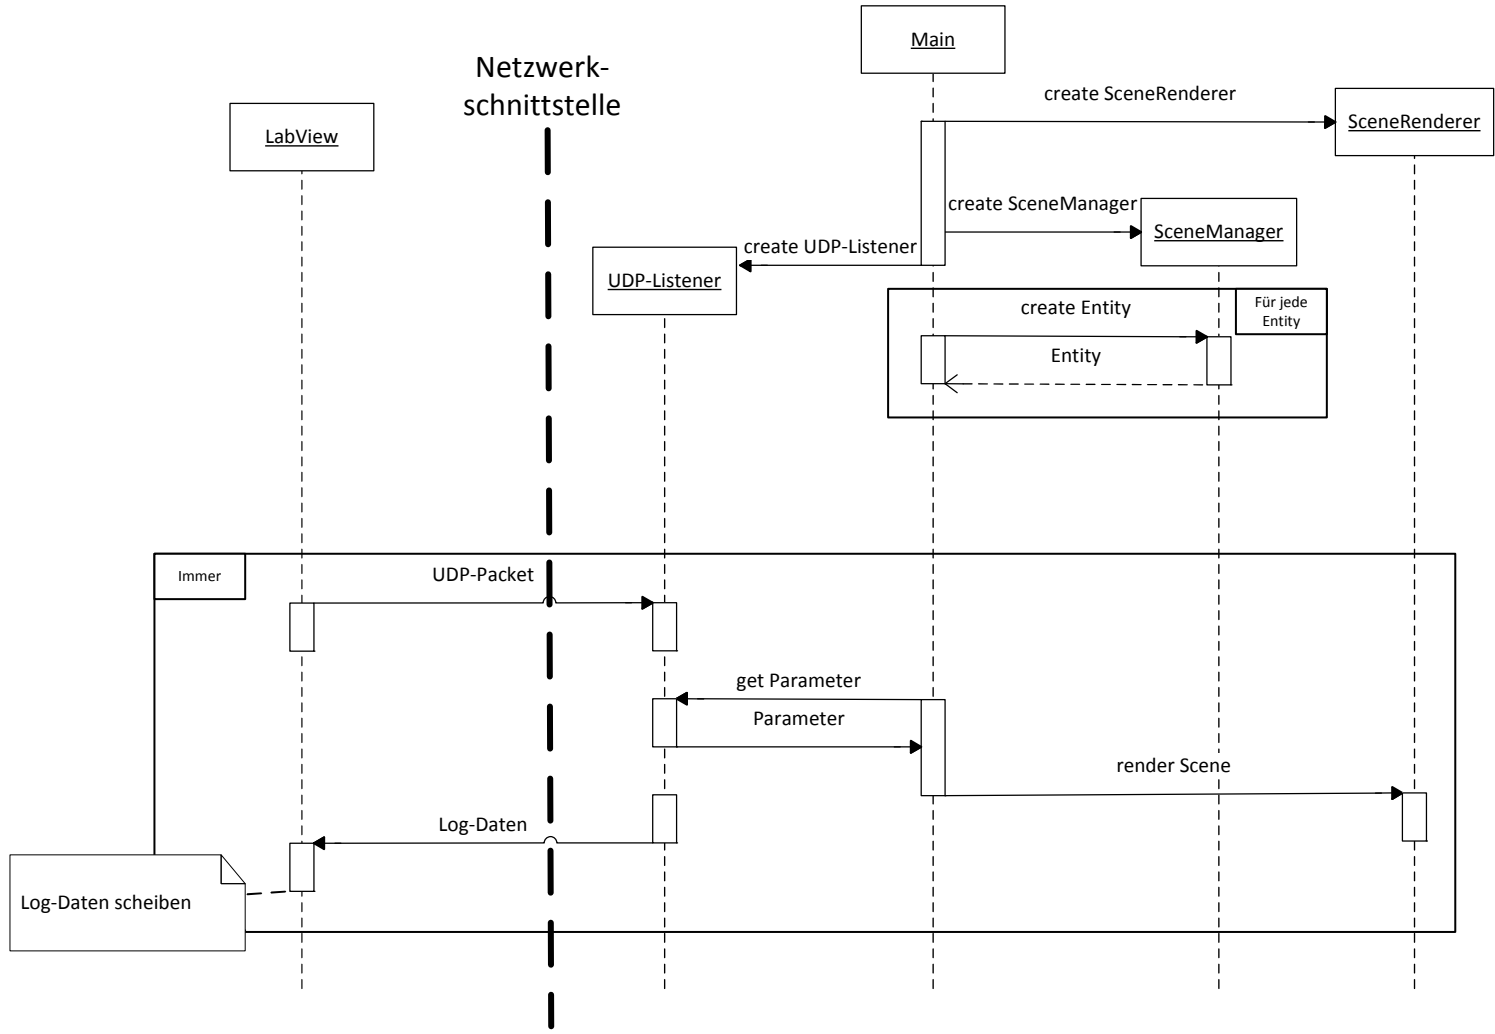 Main
Netzwerk-
schnittstelle
create SceneRenderer
SceneRenderer
LabView
create SceneManager
SceneManager
create UDP-Listener
UDP-Listener
Für jede
Entity
create Entity
Entity
Immer
UDP-Packet
get Parameter
Parameter
render Scene
Log-Daten
Log-Daten scheiben